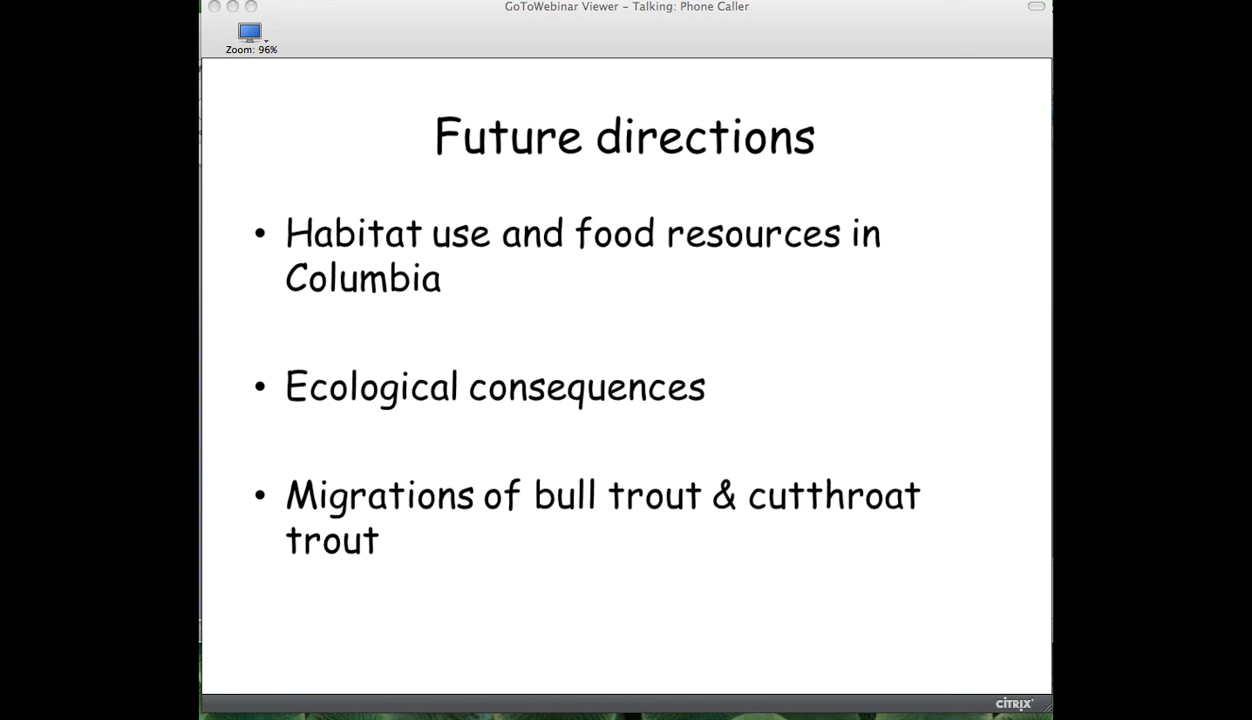 GoToWebinar Viewer – Talking: Phone Caller
Zoom: 96%
Future directions
• Habitat use and food resources in
Columbia
• Ecological consequences
• Migrations of bull trout & cutthroat
trout
CITRIX